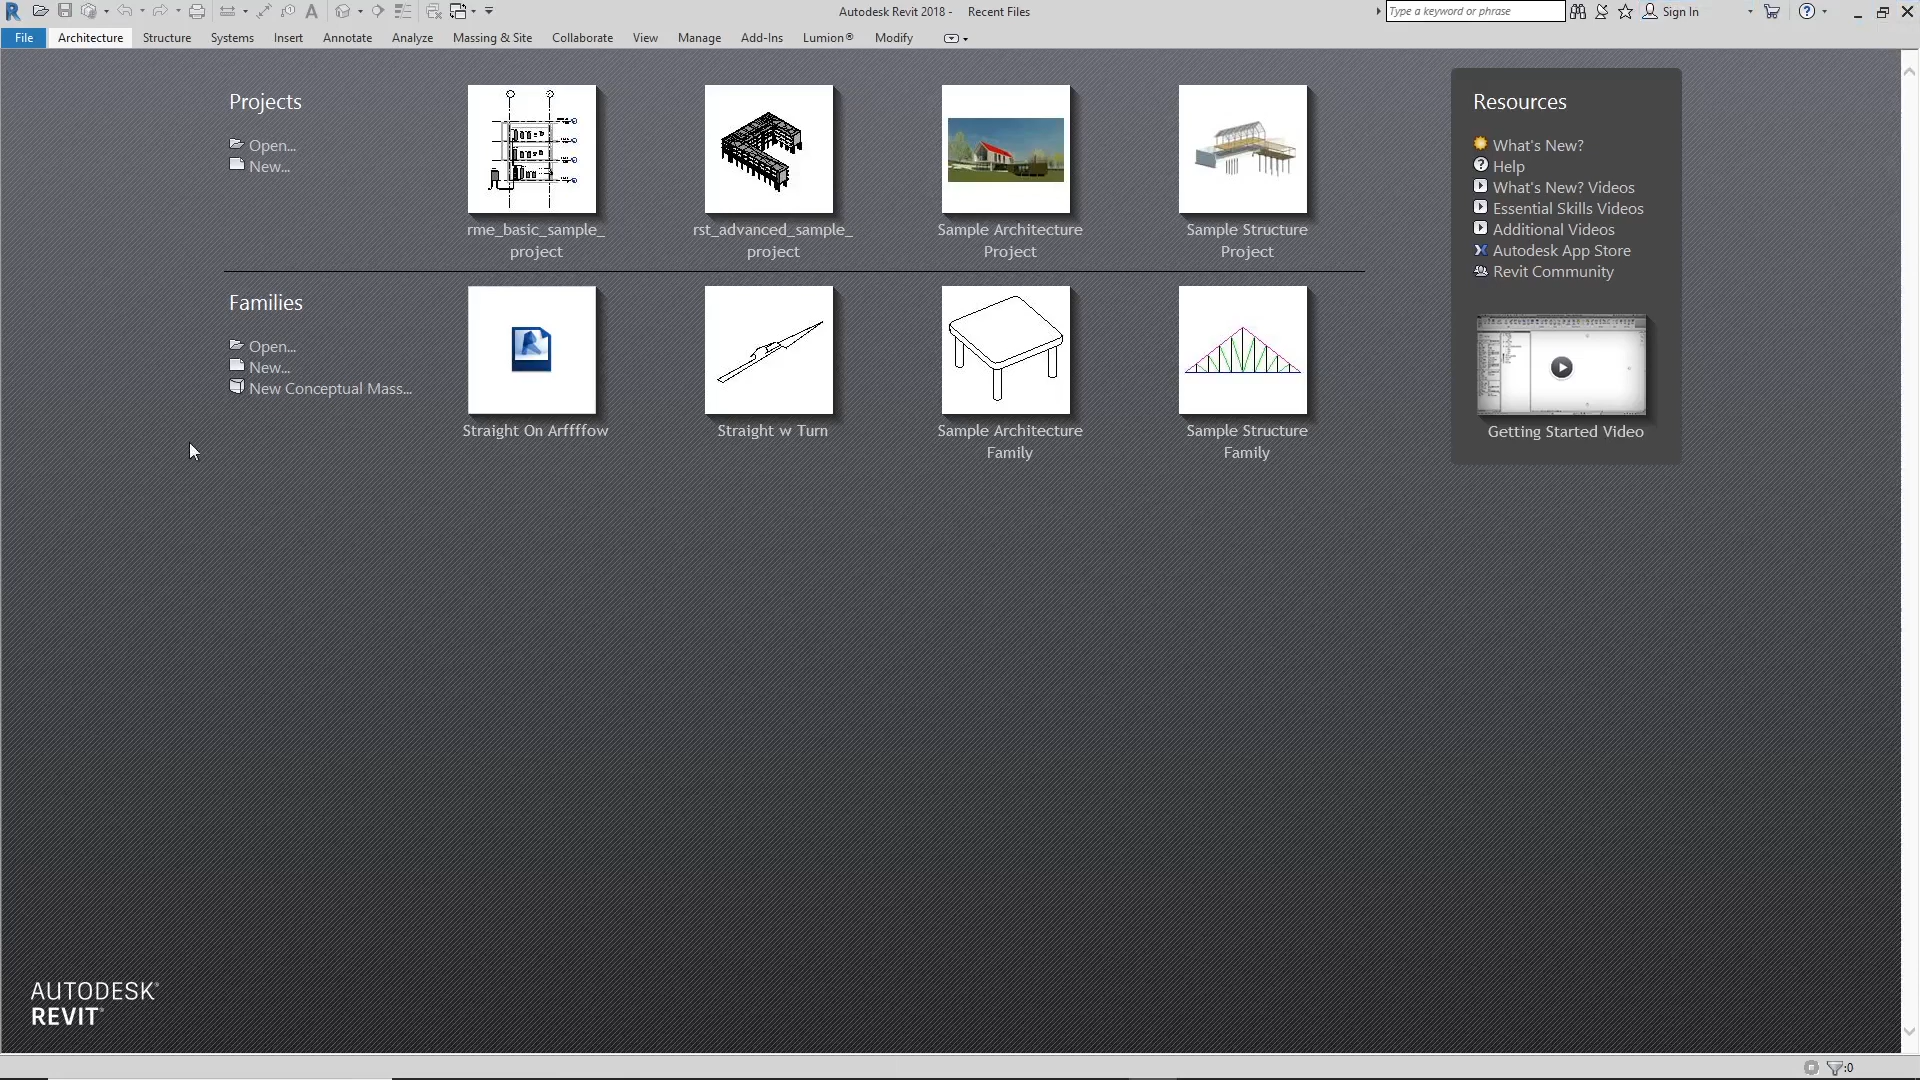 Autodesk Revit 2018 - Recent Files
Type a keyword or phrase
Sign In
File Architecture Structure Systems Insert Annotate Analyze Massing & Site Collaborate View Manage Add-Ins Lumion® Modify
Projects
Open...
New...
rme_basic_sample_
project
rst_advanced_sample_
project
Sample Architecture
Project
Sample Structure
Project
Families
Open...
New...
New Conceptual Mass...
Straight On Arffffow
Straight w Turn
Sample Architecture
Family
Sample Structure
Family
Resources
What's New?
Help
What's New? Videos
Essential Skills Videos
Additional Videos
Autodesk App Store
Revit Community
Getting Started Video
AUTODESK®
REVIT®
:0